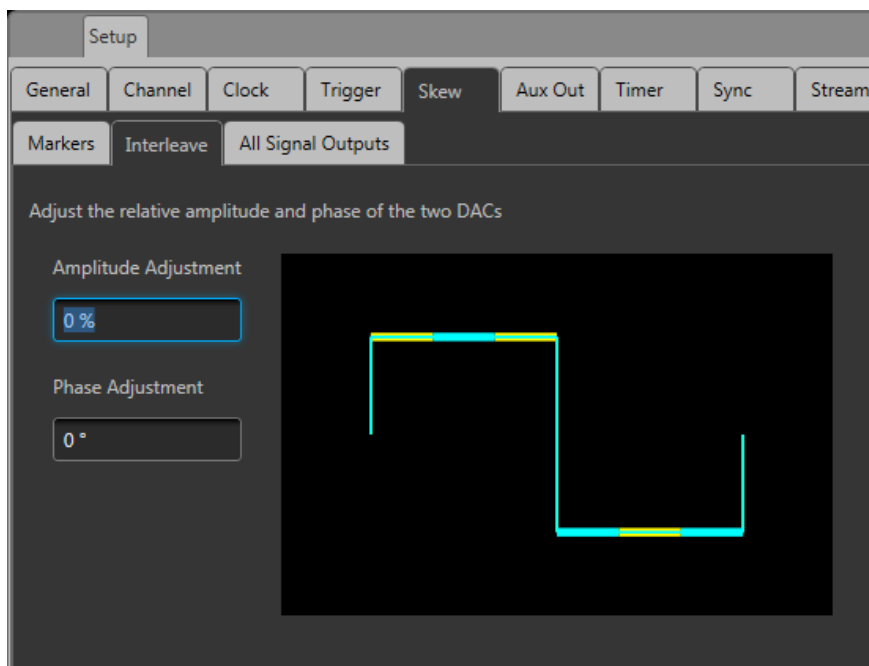 Setup
General Channel Clock Trigger Skew Aux Out Timer Sync Stream
Markers Interleave All Signal Outputs
Adjust the relative amplitude and phase of the two DACs
Amplitude Adjustment
0 %
Phase Adjustment
0 °